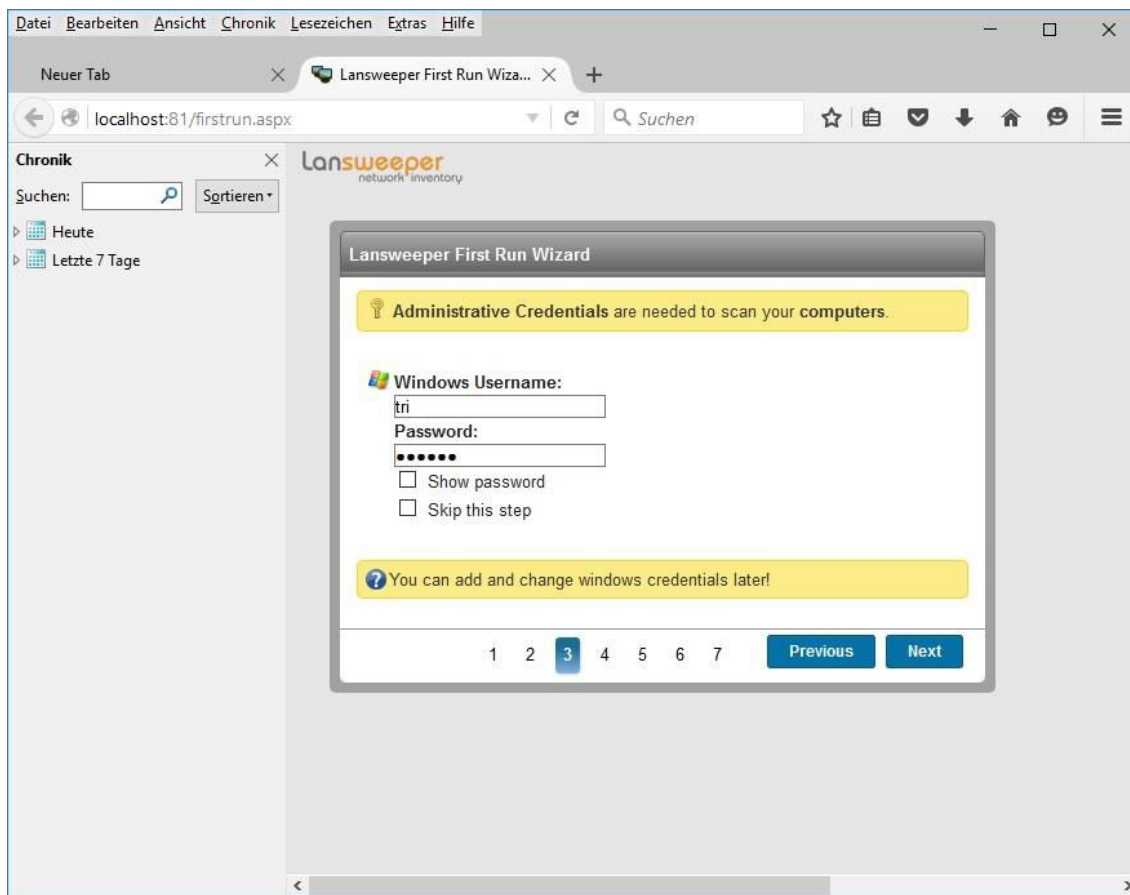 Datei Bearbeiten Ansicht Chronik Lesezeichen Extras Hilfe
Neuer Tab
Lansweeper First Run Wiza...
localhost:81/firstrun.aspx
Suchen
Chronik
Suchen:
Sortieren
Heute
Letzte 7 Tage
Lansweeper
network inventory
Lansweeper First Run Wizard
Administrative Credentials are needed to scan your computers.
Windows Username:
tri
Password:
••••••
Show password
Skip this step
You can add and change windows credentials later!
1 2 3 4 5 6 7 Previous Next